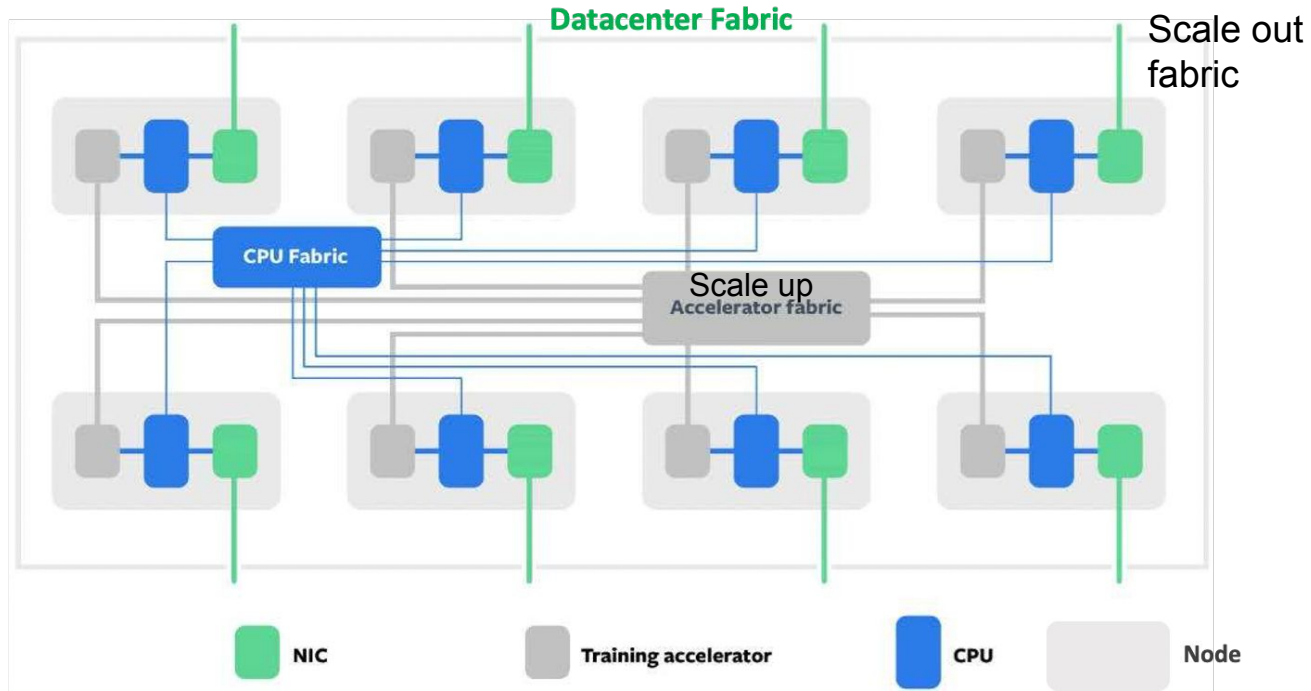 Datacenter Fabric
Scale out
fabric
CPU Fabric
Scale up
Accelerator fabric
NIC
Training accelerator
CPU
Node